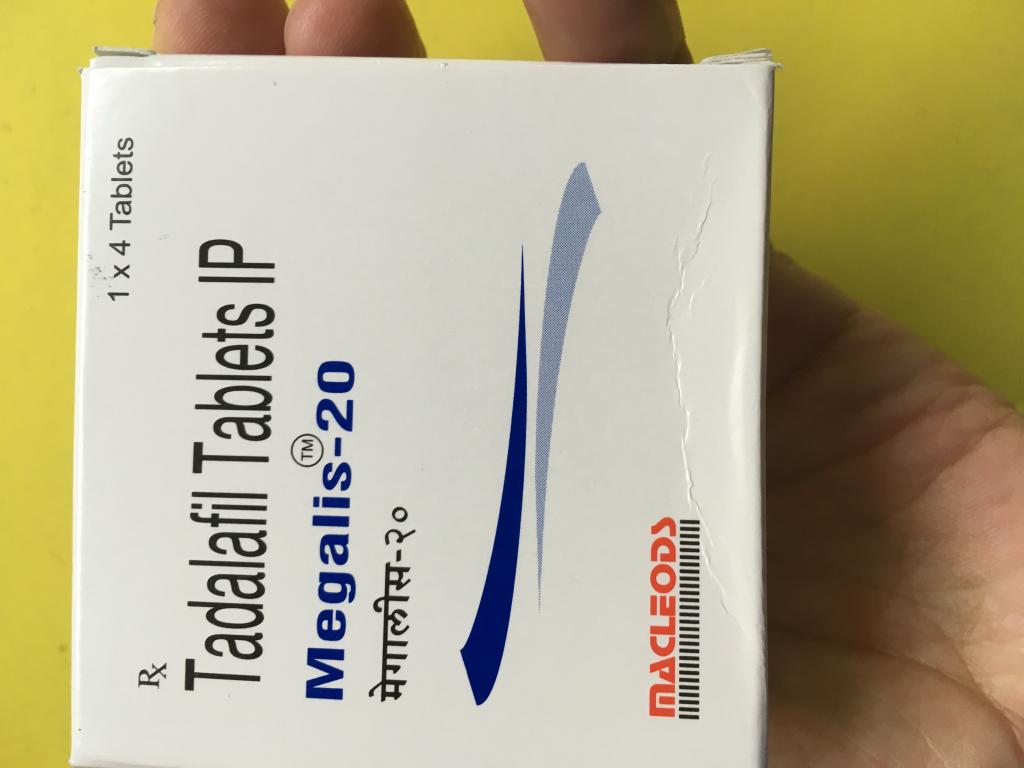 1 x 4 Tablets
Rx
Tadalafil Tablets IP
Megalis™-20
मेगालीस-२०
MACLEODS